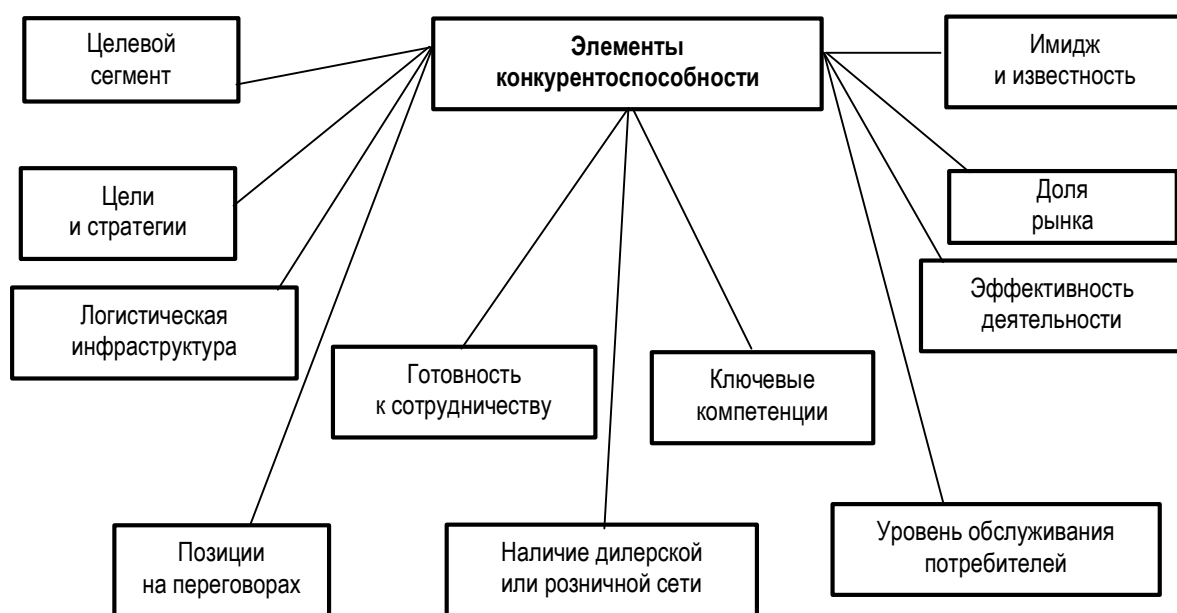 Элементы
конкурентоспособности
Целевой
сегмент
Имидж
и известность
Цели
и стратегии
Доля
рынка
Логистическая
инфраструктура
Эффективность
деятельности
Готовность
к сотрудничеству
Ключевые
компетенции
Позиции
на переговорах
Наличие дилерской
или розничной сети
Уровень обслуживания
потребителей